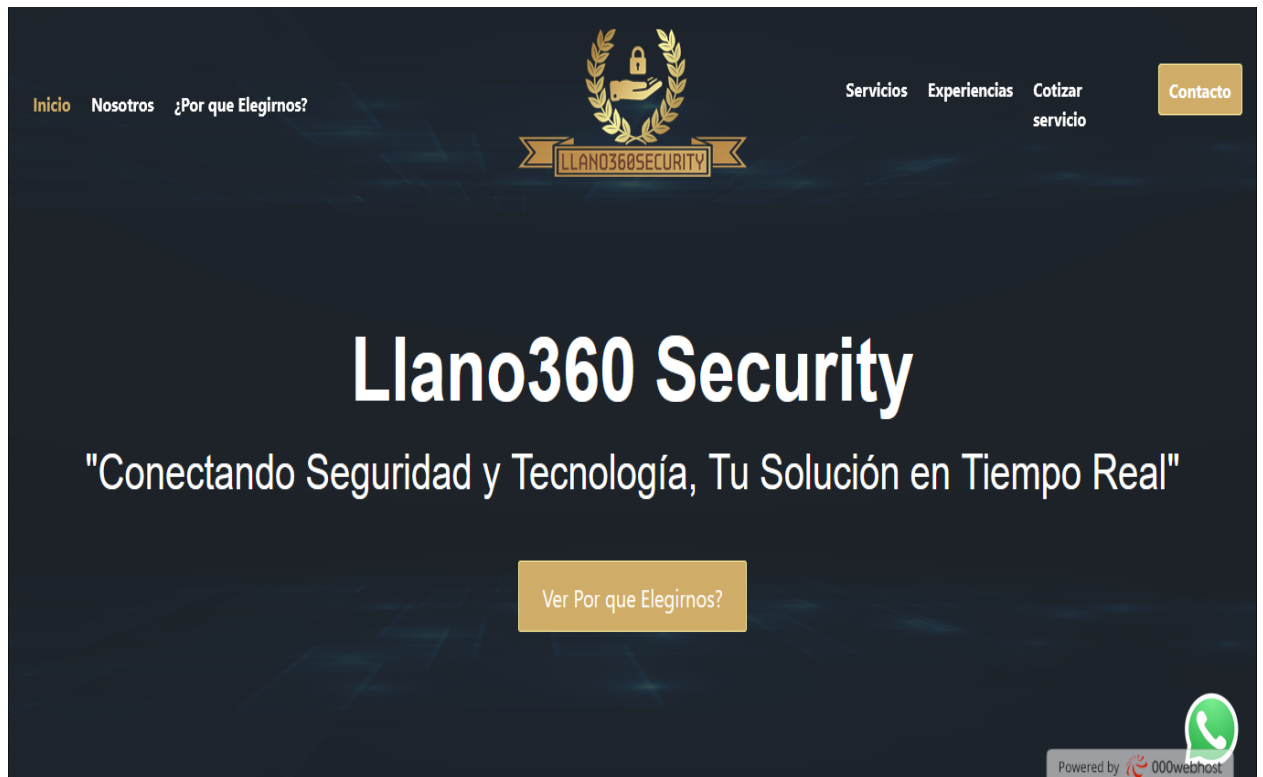 Inicio Nosotros ¿Por que Elegirnos?
LLANO360SECURITY
Servicios Experiencias Cotizar servicio
Contacto
Llano360 Security
"Conectando Seguridad y Tecnología, Tu Solución en Tiempo Real"
Ver Por que Elegirnos?
Powered by 000webhost